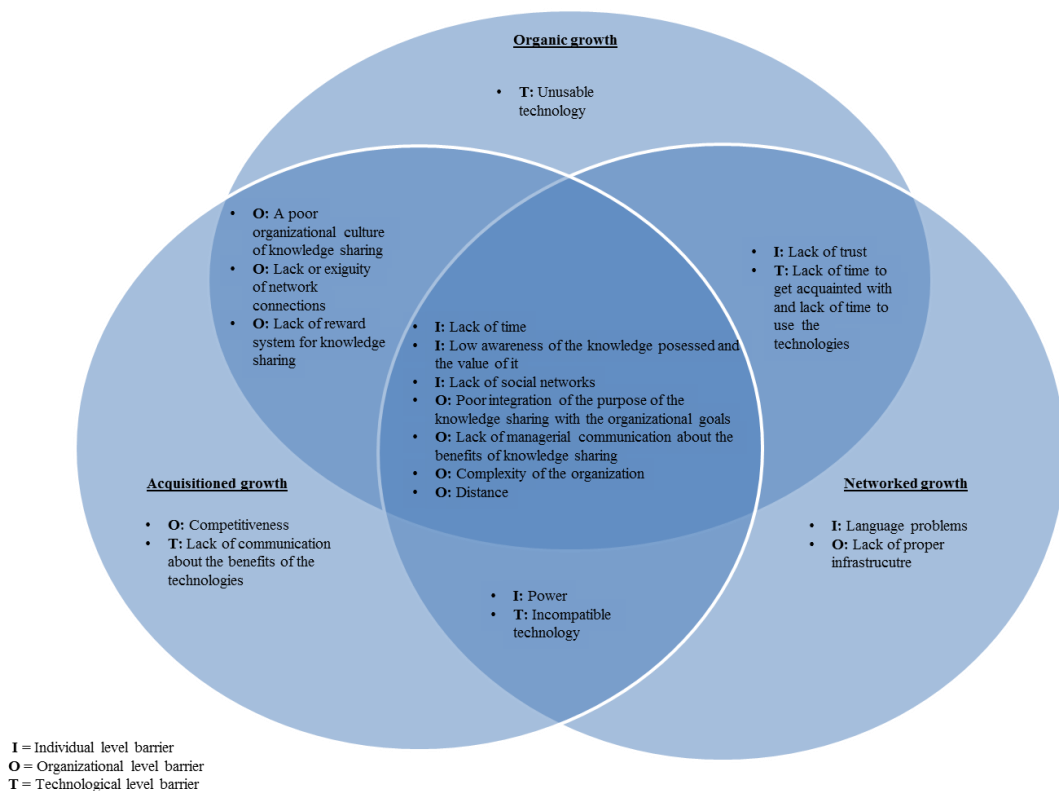 Organic growth
• T: Unusable
technology
• O: A poor
organizational culture
of knowledge sharing
• O: Lack or exiguity
of network
connections
• O: Lack of reward
system for knowledge
sharing
• I: Lack of trust
• T: Lack of time to
get acquainted with
and lack of time to
use the
technologies
• I: Lack of time
• I: Low awareness of the knowledge posessed and
the value of it
• I: Lack of social networks
• O: Poor integration of the purpose of the
knowledge sharing with the organizational goals
• O: Lack of managerial communication about the
benefits of knowledge sharing
• O: Complexity of the organization
• O: Distance
Acquisitioned growth
• O: Competitiveness
• T: Lack of communication
about the benefits of the
technologies
Networked growth
• I: Language problems
• O: Lack of proper
infrastrucutre
• I: Power
• T: Incompatible
technology
I = Individual level barrier
O = Organizational level barrier
T = Technological level barrier